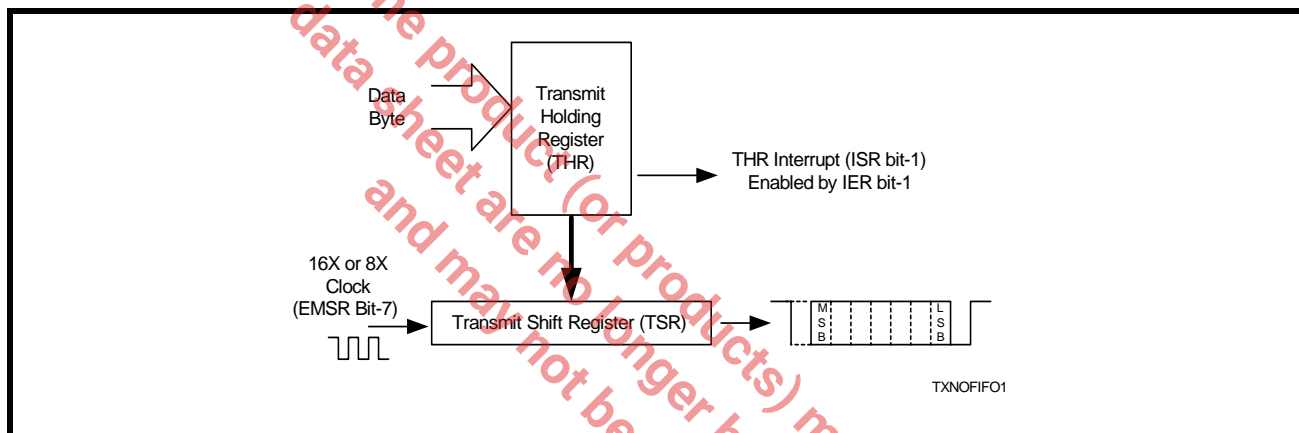 he product (or products) m
data sheet are no longer b
and may not be
Data
Byte
Transmit
Holding
Register
(THR)
THR Interrupt (ISR bit-1)
Enabled by IER bit-1
16X or 8X
Clock
(EMSR Bit-7)
Transmit Shift Register (TSR)
M
S
B
L
S
B
TXNOFIFO1